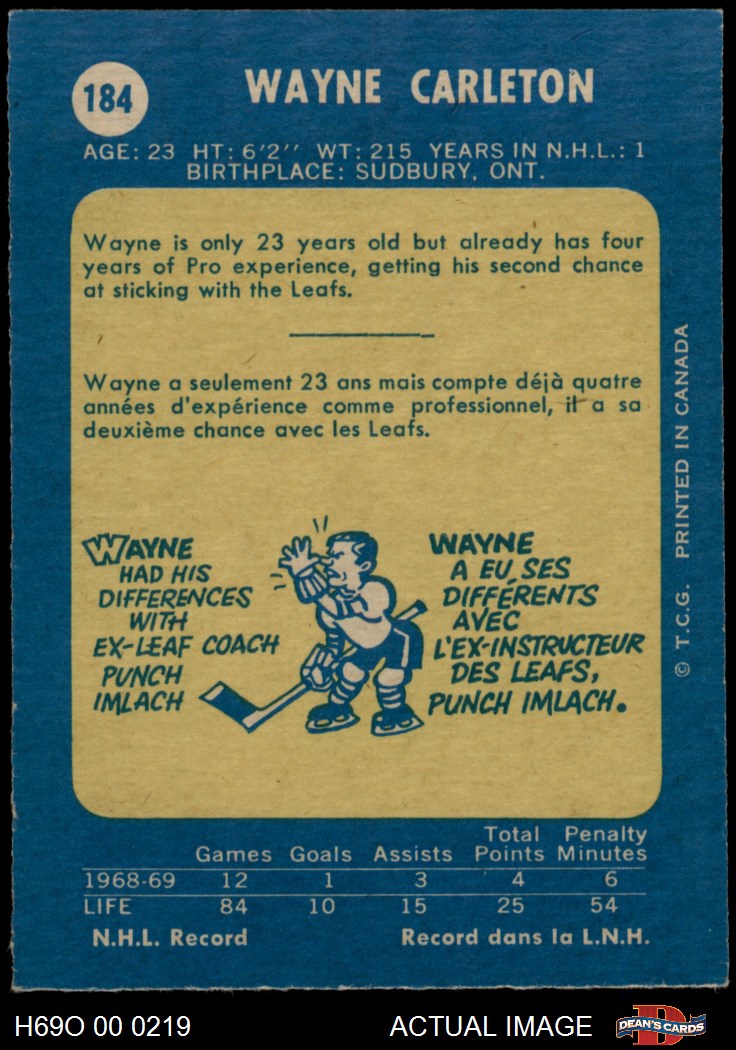 184
WAYNE CARLETON
AGE: 23 HT: 6'2'' WT: 215 YEARS IN N.H.L.: 1
BIRTHPLACE: SUDBURY, ONT.
Wayne is only 23 years old but already has four
years of Pro experience, getting his second chance
at sticking with the Leafs.
Wayne a seulement 23 ans mais compte déjà quatre
années d'expérience comme professionnel, il a sa
deuxième chance avec les Leafs.
WAYNE
HAD HIS
DIFFERENCES
WITH
EX-LEAF COACH
PUNCH
IMLACH
WAYNE
A EU SES
DIFFÉRENTS
AVEC
L'EX-INSTRUCTEUR
DES LEAFS,
PUNCH IMLACH.
© T.C.G. PRINTED IN CANADA
Total Penalty
Games Goals Assists Points Minutes
1968-69 12 1 3 4 6
LIFE 84 10 15 25 54
N.H.L. Record Record dans la L.N.H.
H69O 00 0219 ACTUAL IMAGE
D
DEAN'S CARDS